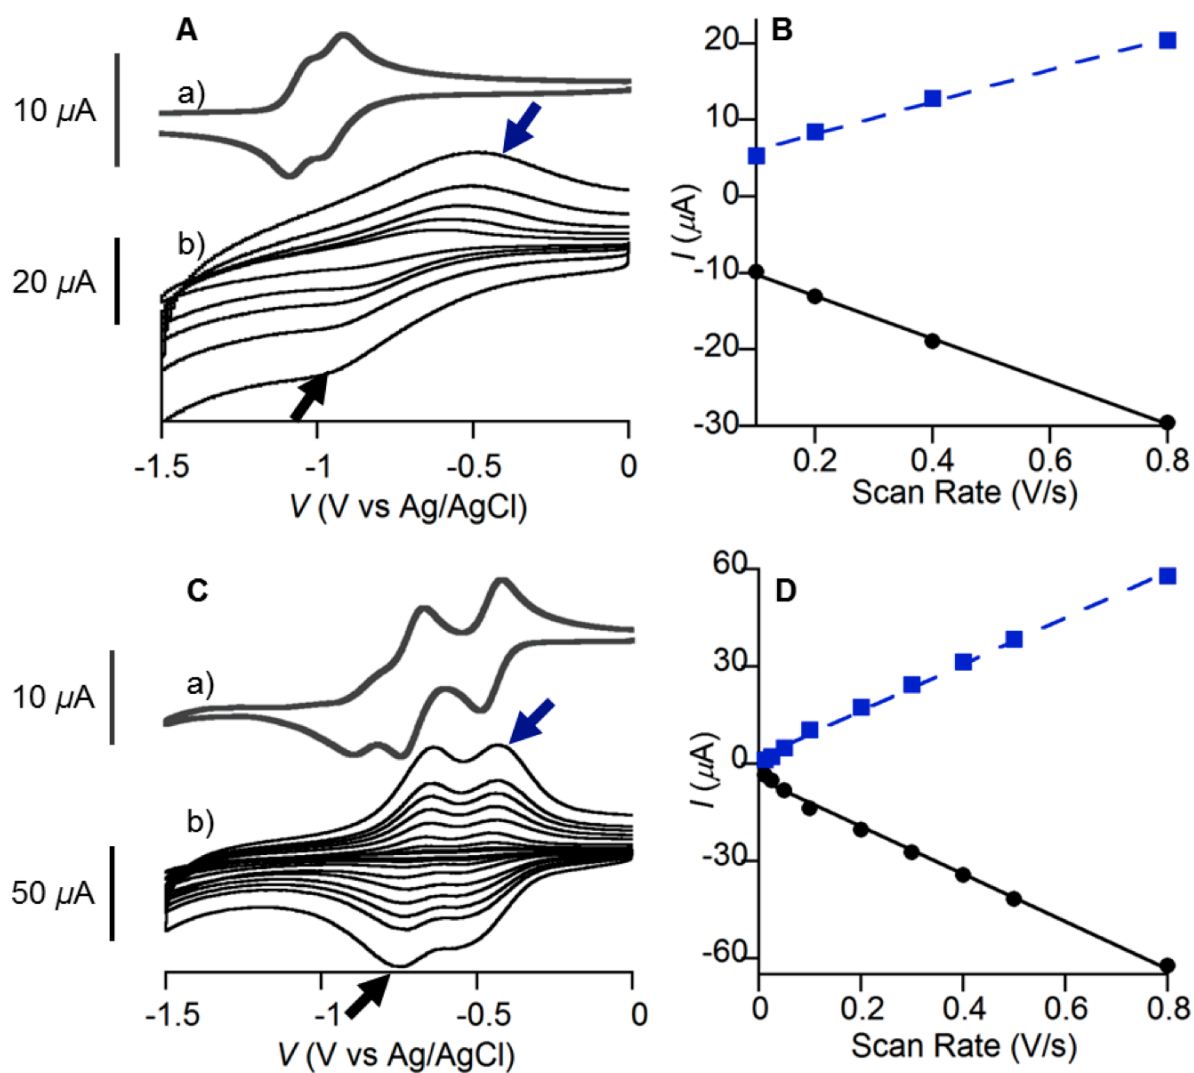 A
10 µA
a)
b)
20 µA
-1.5 -1 -0.5 0
V (V vs Ag/AgCl)
B
20
10
0
-10
-20
-30
I (µA)
0.2 0.4 0.6 0.8
Scan Rate (V/s)
C
10 µA
a)
b)
50 µA
-1.5 -1 -0.5 0
V (V vs Ag/AgCl)
D
60
30
0
-30
-60
I (µA)
0 0.2 0.4 0.6 0.8
Scan Rate (V/s)